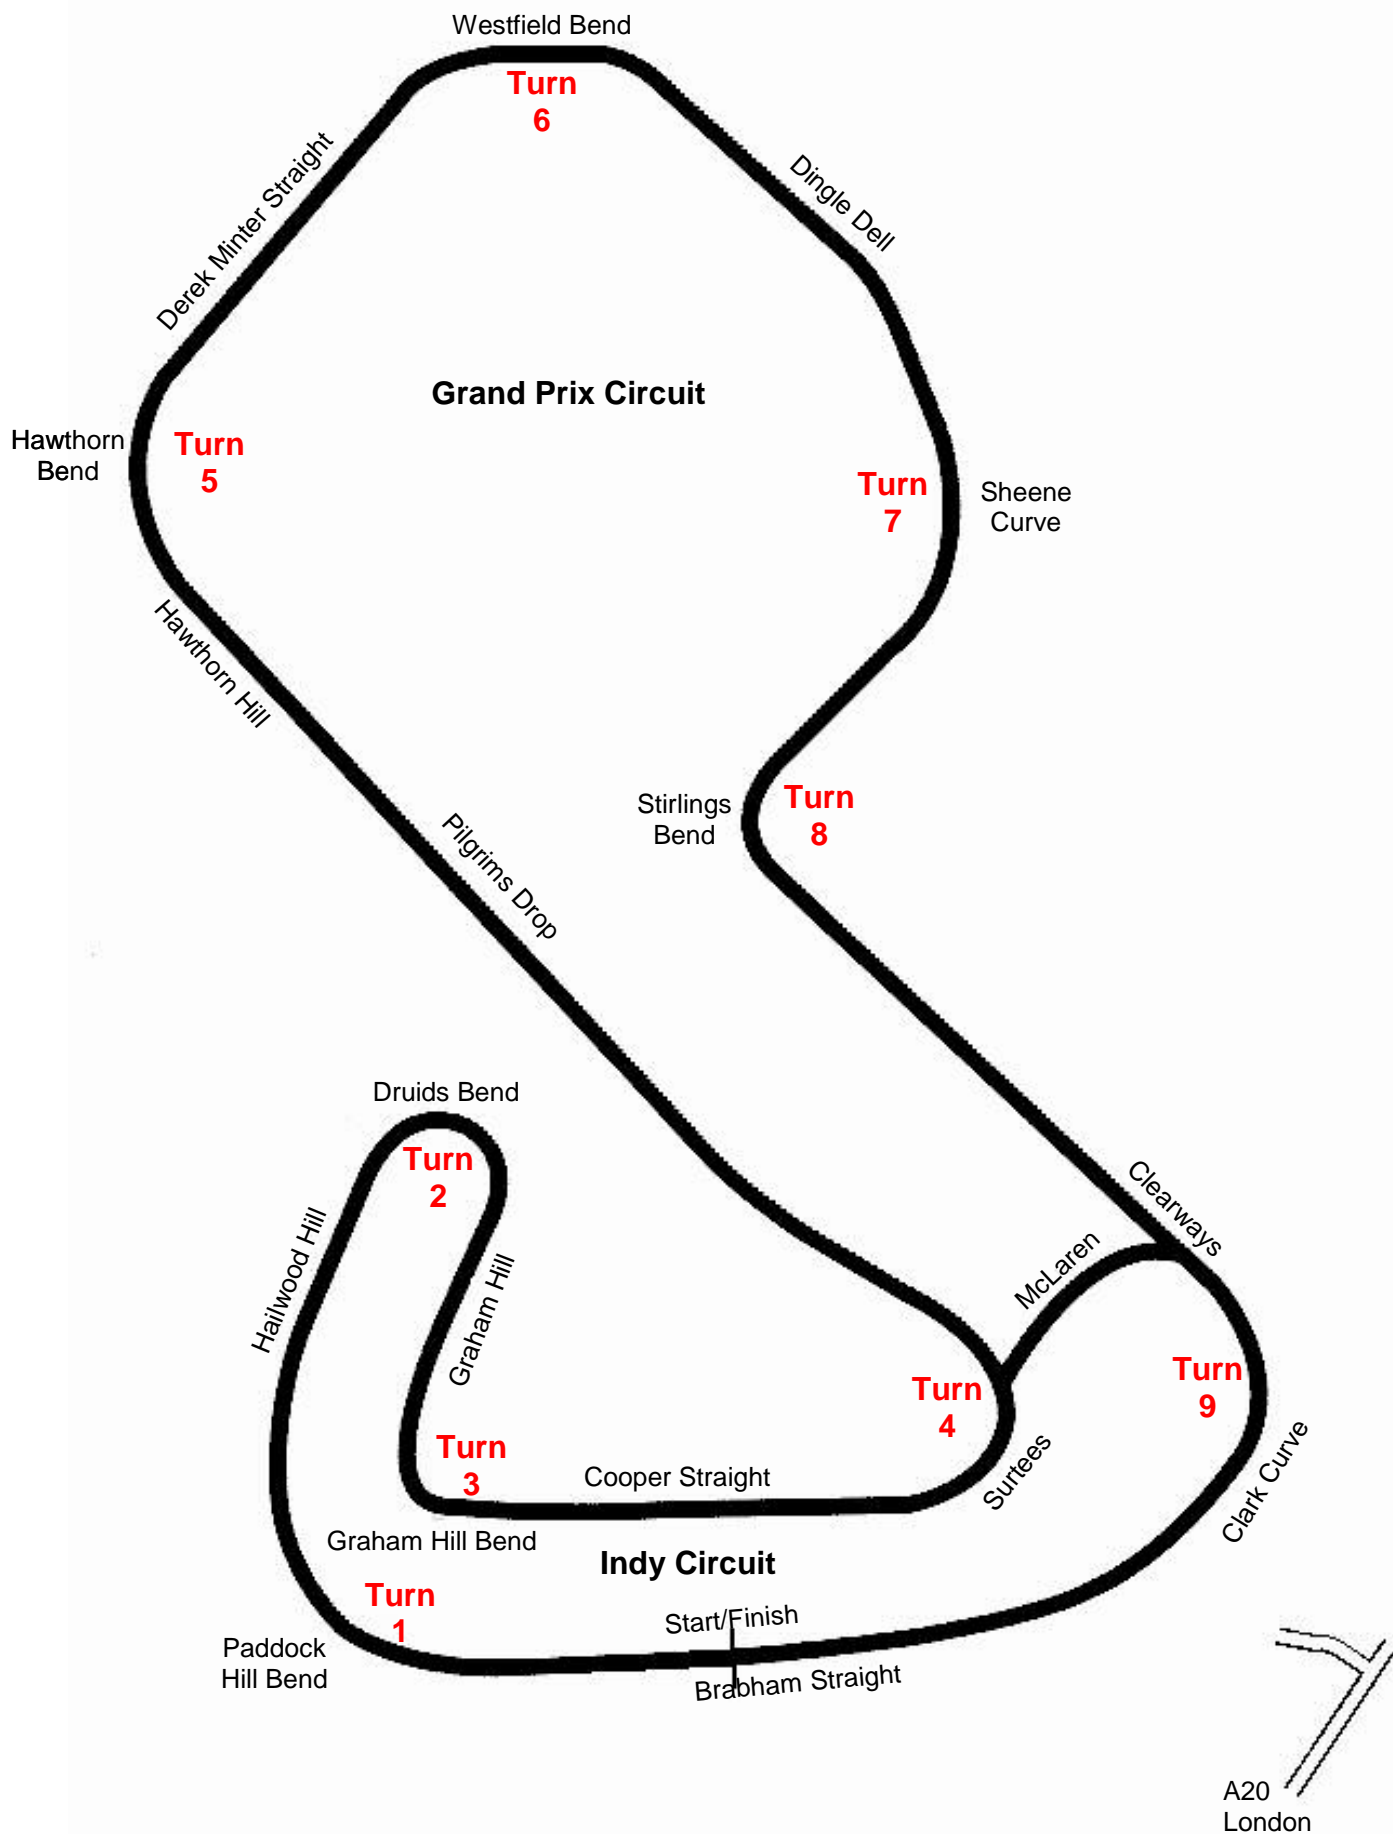 Westfield Bend
Turn
6
Derek Minter Straight
Dingle Dell
Grand Prix Circuit
Hawthorn
Bend
Turn
5
Turn
7
Sheene
Curve
Hawthorn Hill
Stirlings
Bend
Turn
8
Pilgrims Drop
Druids Bend
Turn
2
Clearways
McLaren
Hailwood Hill
Graham Hill
Turn
9
Turn
4
Turn
3
Cooper Straight
Surtees
Clark Curve
Graham Hill Bend
Indy Circuit
Turn
1
Start/Finish
Paddock
Hill Bend
Brabham Straight
A20
London